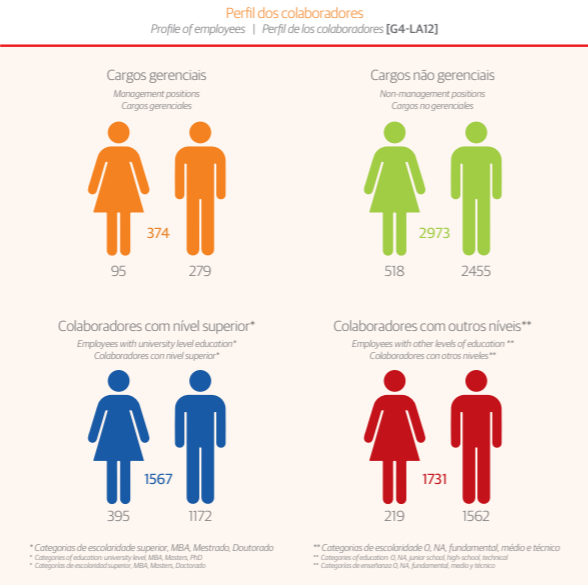 Perfil dos colaboradores
Profile of employees | Perfil de los colaboradores [G4-LA12]
Cargos gerenciais
Management positions
Cargos gerenciales
374
95 279
Cargos não gerenciais
Non-management positions
Cargos no gerenciales
2973
518 2455
Colaboradores com nível superior*
Employees with university level education*
Colaboradores con nivel superior*
1567
395 1172
Colaboradores com outros níveis**
Employees with other levels of education **
Colaboradores con otros niveles**
1731
219 1562
* Categorias de escolaridade superior, MBA, Mestrado, Doutorado
* Categories of education: university level, MBA, Masters, PhD
* Categorías de escolaridad superior, MBA, Masters, Doctorado
** Categorias de escolaridade O, NA, fundamental, médio e técnico
** Categories of education: O, NA, junior school, high school, technical
** Categorías de enseñanza O, NA, fundamental, medio y técnico